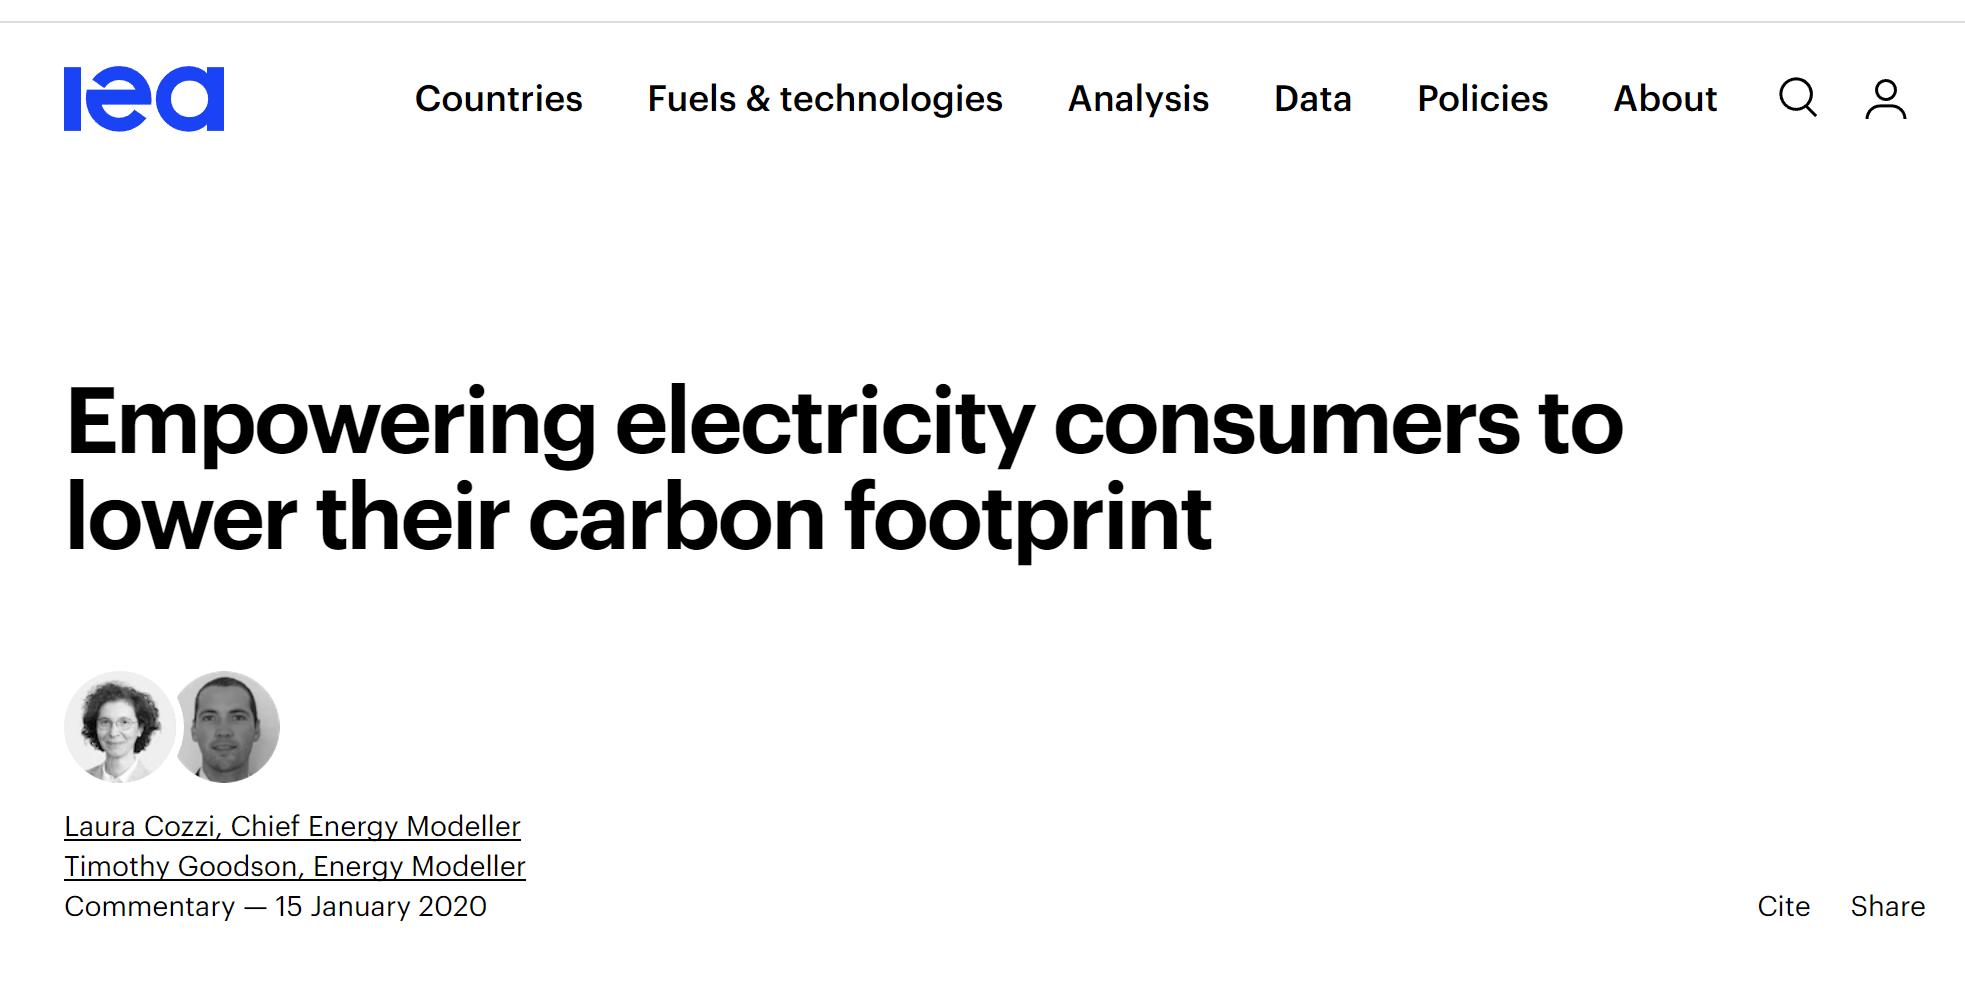 iea
Countries Fuels & technologies Analysis Data Policies About
Empowering electricity consumers to
lower their carbon footprint
Laura Cozzi, Chief Energy Modeller
Timothy Goodson, Energy Modeller
Commentary — 15 January 2020
Cite Share